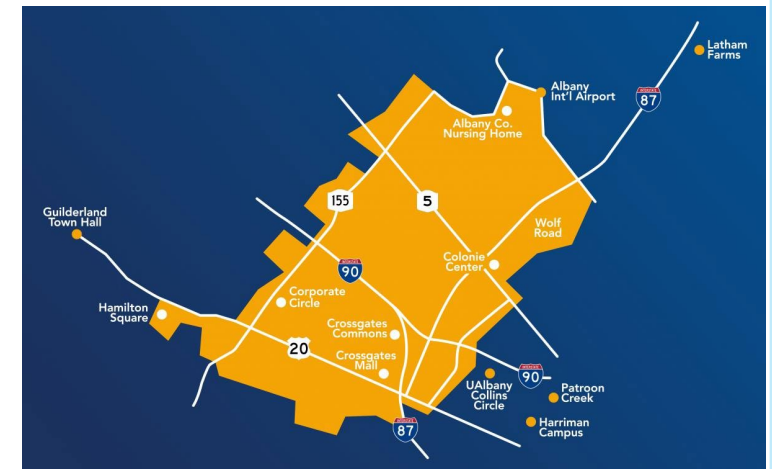 Latham
Farms
Albany
Int'l Airport
87
Albany Co.
Nursing Home
155
5
Guilderland
Town Hall
Wolf
Road
Colonie
Center
90
Corporate
Circle
Hamilton
Square
Crossgates
Commons
20
Crossgates
Mall
90
UAlbany
Collins
Circle
Patroon
Creek
Harriman
Campus
87